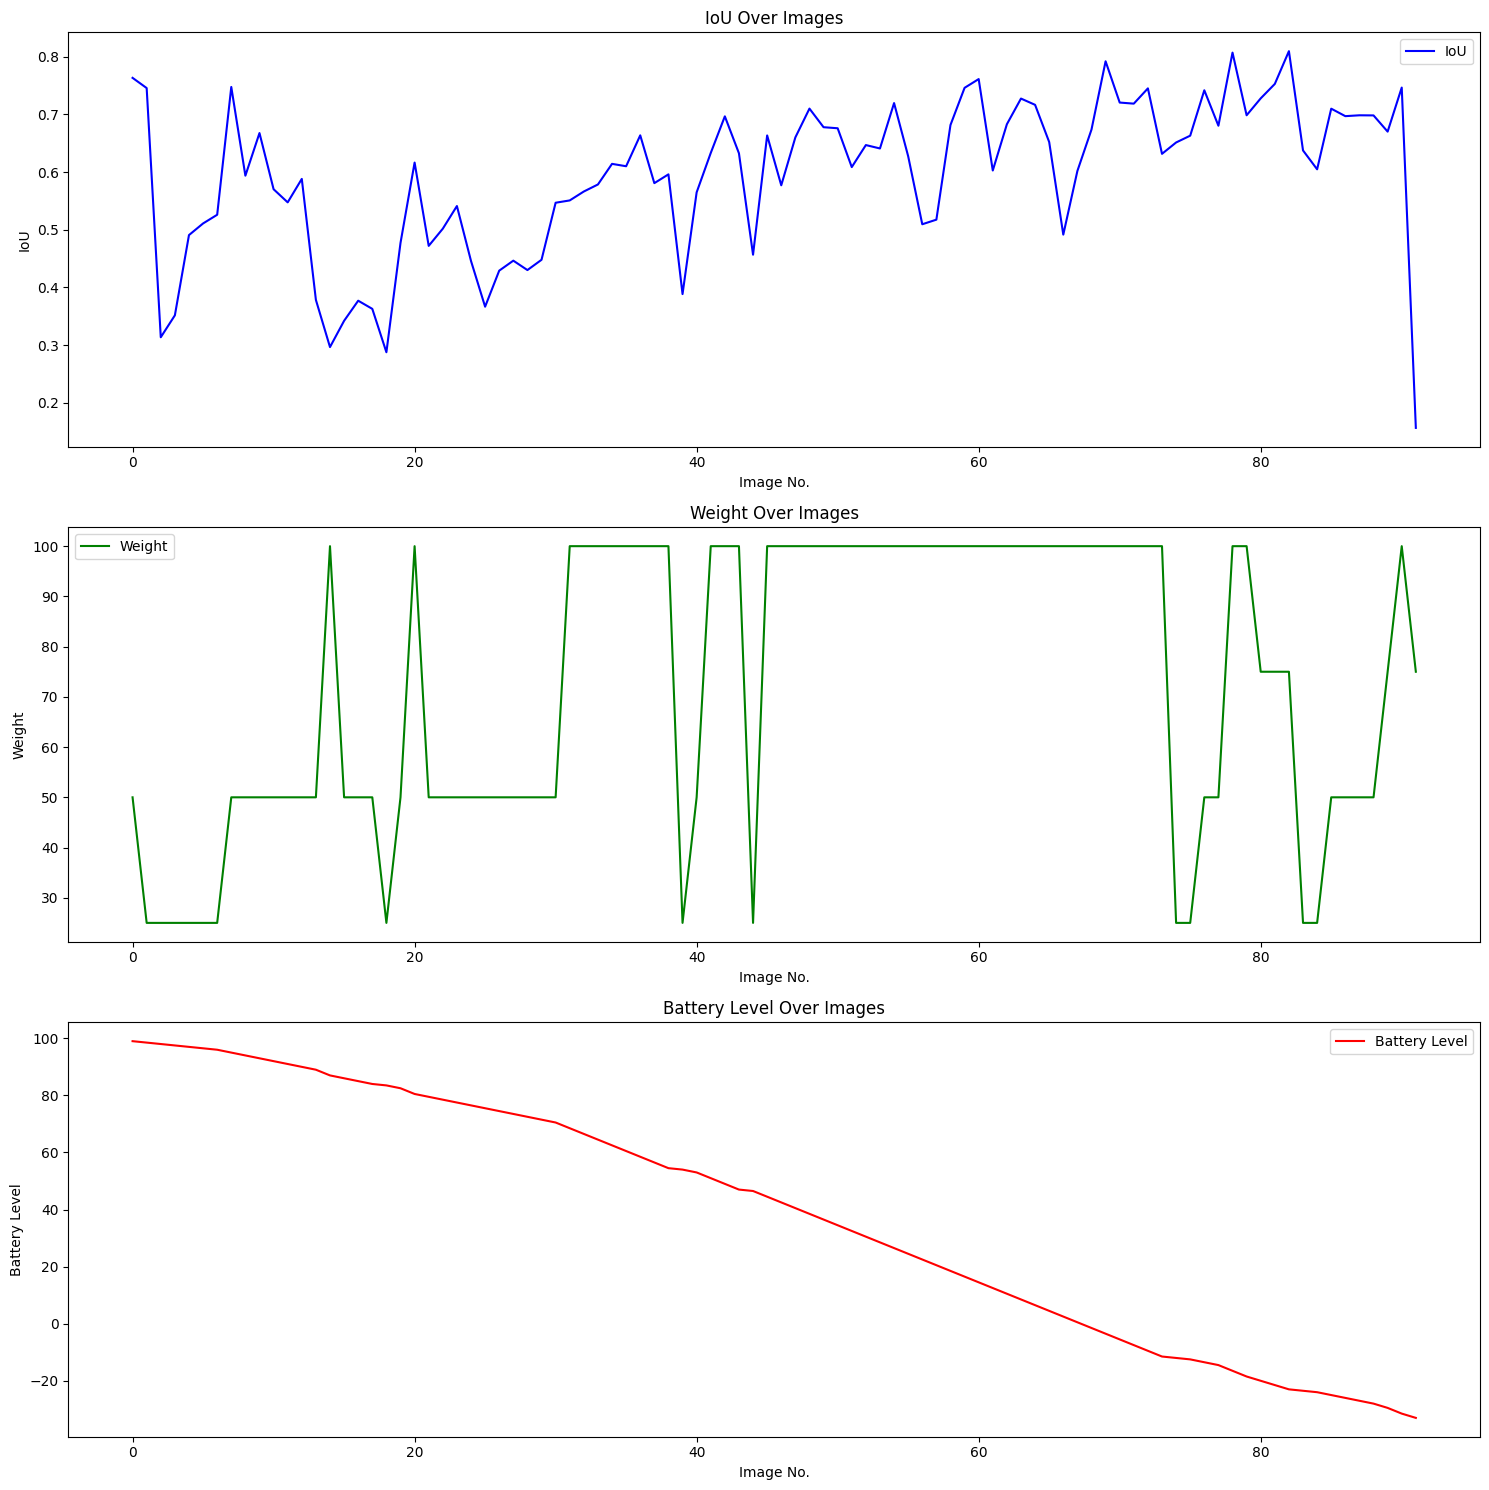 IoU Over Images
IoU
0.8
0.7
0.6
0.5
0.4
0.3
0.2
IoU
0 20 40 60 80
Image No.
Weight Over Images
Weight
100
90
80
70
60
50
40
30
Weight
0 20 40 60 80
Image No.
Battery Level Over Images
Battery Level
100
80
60
40
20
0
−20
Battery Level
0 20 40 60 80
Image No.